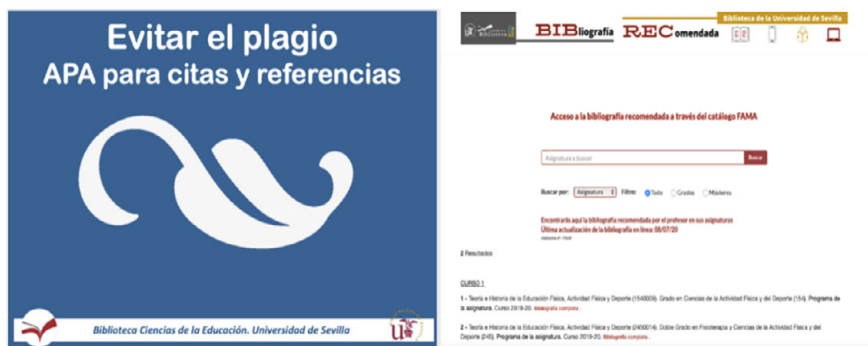 Evitar el plagio
APA para citas y referencias
Biblioteca Ciencias de la Educación. Universidad de Sevilla
Biblioteca de la Universidad de Sevilla
BIBliografía REComendada
Acceso a la bibliografía recomendada a través del catálogo FAMA
Asignatura a buscar
Buscar
Buscar por: Asignatura Filtro: Todo Grados Másteres
Encontrarás aquí la bibliografía recomendada por el profesor en sus asignaturas
Última actualización de la bibliografía en línea: 08/07/20
2 Resultados
CURSO 1
1 - Teoría e Historia de la Educación Física, Actividad Física y Deporte (1540009). Grado en Ciencias de la Actividad Física y del Deporte (154). Programa de
la asignatura. Curso 2019-20. Bibliografía completa.
2 - Teoría e Historia de la Educación Física, Actividad Física y Deporte (2450014). Doble Grado en Fisioterapia y Ciencias de la Actividad Física y del
Deporte (245). Programa de la asignatura. Curso 2019-20. Bibliografía completa.